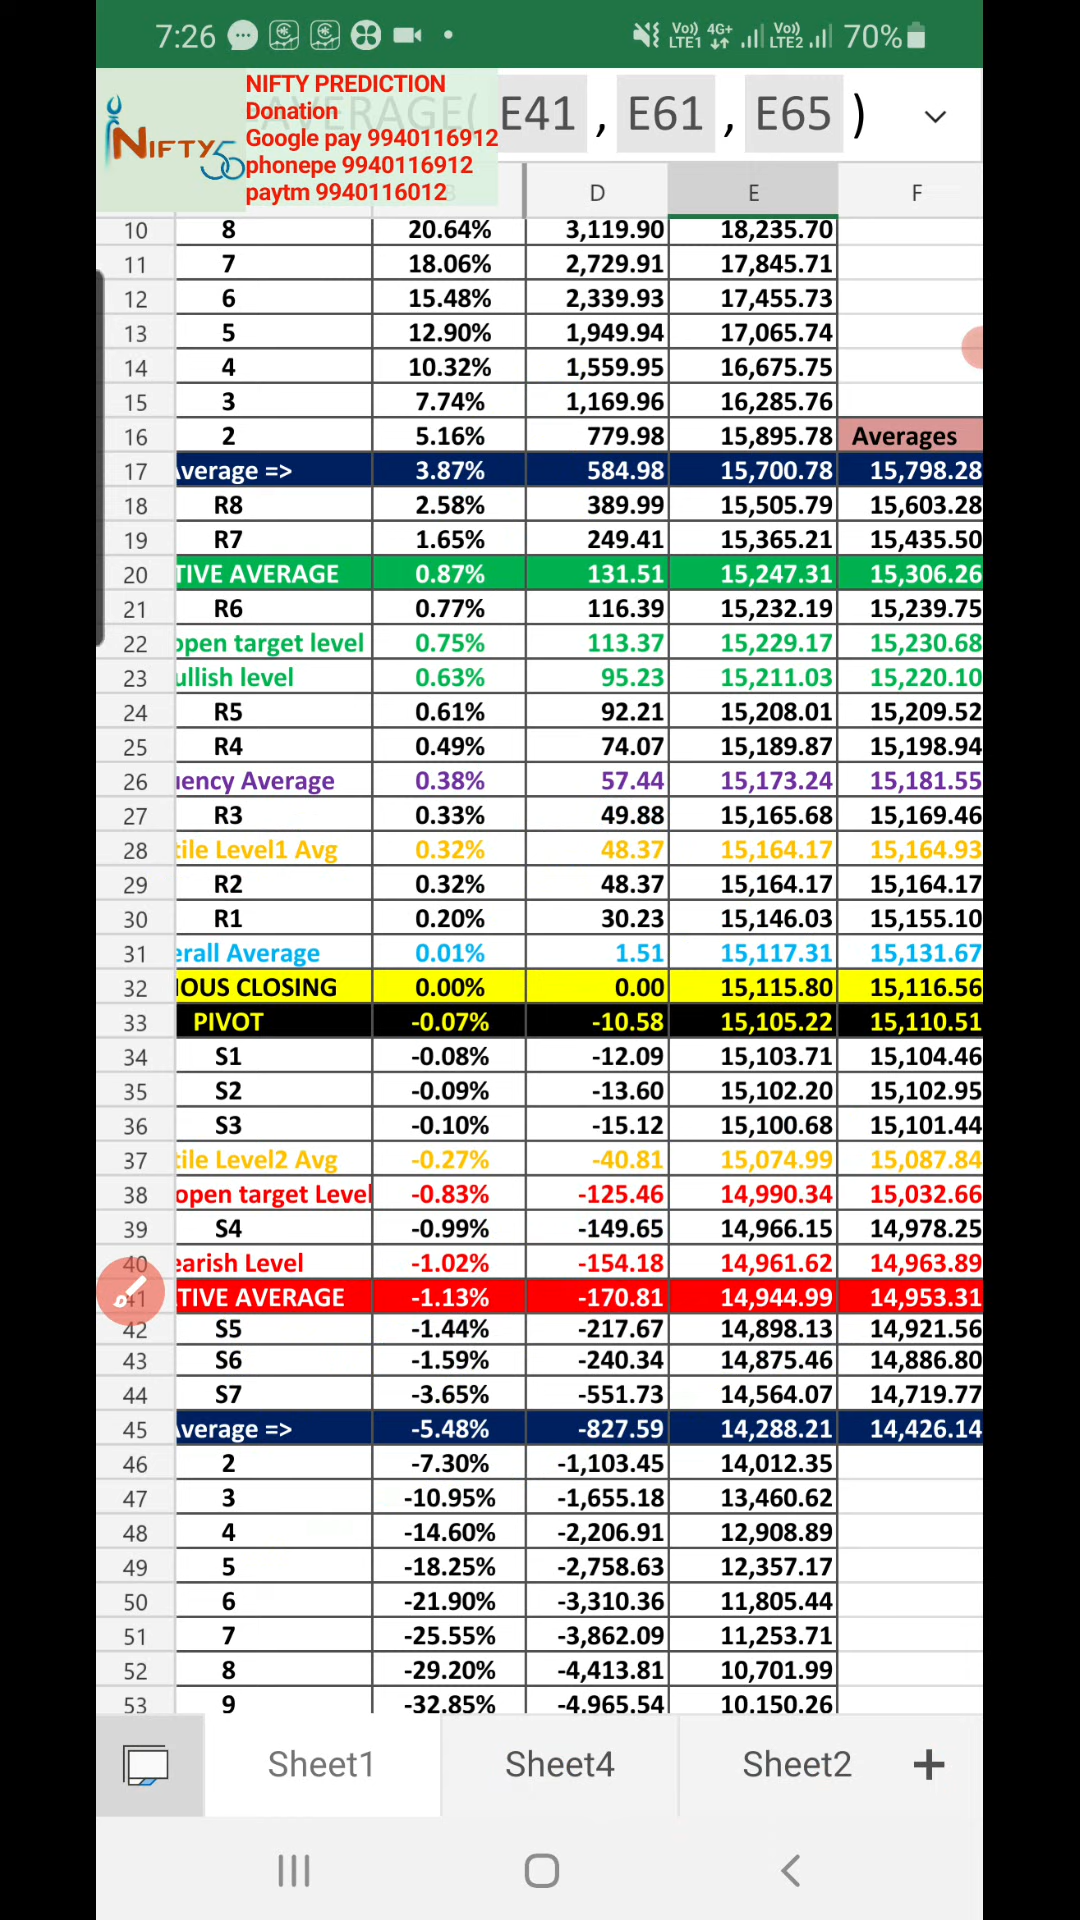 7:26 Vo)) LTE1 4G+ Vo)) LTE2 70%
NIFTY PREDICTION
Donation
Google pay 9940116912
phonepe 9940116912
paytm 9940116012
NIFTY50
AVERAGE( E41 , E61 , E65 )
B D E F
10 8 20.64% 3,119.90 18,235.70
11 7 18.06% 2,729.91 17,845.71
12 6 15.48% 2,339.93 17,455.73
13 5 12.90% 1,949.94 17,065.74
14 4 10.32% 1,559.95 16,675.75
15 3 7.74% 1,169.96 16,285.76
16 2 5.16% 779.98 15,895.78 Averages
17 Average => 3.87% 584.98 15,700.78 15,798.28
18 R8 2.58% 389.99 15,505.79 15,603.28
19 R7 1.65% 249.41 15,365.21 15,435.50
20 TIVE AVERAGE 0.87% 131.51 15,247.31 15,306.26
21 R6 0.77% 116.39 15,232.19 15,239.75
22 open target level 0.75% 113.37 15,229.17 15,230.68
23 ullish level 0.63% 95.23 15,211.03 15,220.10
24 R5 0.61% 92.21 15,208.01 15,209.52
25 R4 0.49% 74.07 15,189.87 15,198.94
26 uency Average 0.38% 57.44 15,173.24 15,181.55
27 R3 0.33% 49.88 15,165.68 15,169.46
28 tile Level1 Avg 0.32% 48.37 15,164.17 15,164.93
29 R2 0.32% 48.37 15,164.17 15,164.17
30 R1 0.20% 30.23 15,146.03 15,155.10
31 erall Average 0.01% 1.51 15,117.31 15,131.67
32 IOUS CLOSING 0.00% 0.00 15,115.80 15,116.56
33 PIVOT -0.07% -10.58 15,105.22 15,110.51
34 S1 -0.08% -12.09 15,103.71 15,104.46
35 S2 -0.09% -13.60 15,102.20 15,102.95
36 S3 -0.10% -15.12 15,100.68 15,101.44
37 tile Level2 Avg -0.27% -40.81 15,074.99 15,087.84
38 open target Level -0.83% -125.46 14,990.34 15,032.66
39 S4 -0.99% -149.65 14,966.15 14,978.25
40 earish Level -1.02% -154.18 14,961.62 14,963.89
41 TIVE AVERAGE -1.13% -170.81 14,944.99 14,953.31
42 S5 -1.44% -217.67 14,898.13 14,921.56
43 S6 -1.59% -240.34 14,875.46 14,886.80
44 S7 -3.65% -551.73 14,564.07 14,719.77
45 Average => -5.48% -827.59 14,288.21 14,426.14
46 2 -7.30% -1,103.45 14,012.35
47 3 -10.95% -1,655.18 13,460.62
48 4 -14.60% -2,206.91 12,908.89
49 5 -18.25% -2,758.63 12,357.17
50 6 -21.90% -3,310.36 11,805.44
51 7 -25.55% -3,862.09 11,253.71
52 8 -29.20% -4,413.81 10,701.99
53 9 -32.85% -4,965.54 10,150.26
Sheet1 Sheet4 Sheet2 +